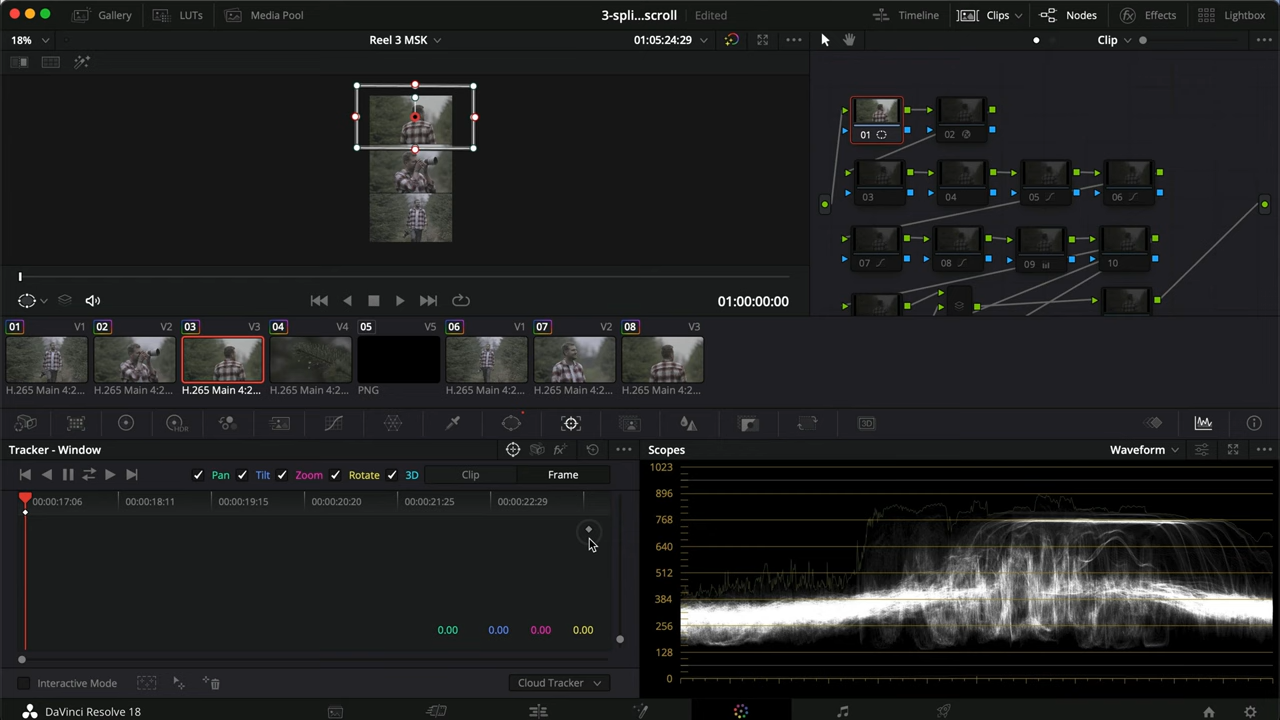 Gallery LUTs Media Pool 3-spli...scroll Edited Timeline Clips Nodes Effects Lightbox
18% Reel 3 MSK 01:05:24:29 Clip
01 02
03 04 05 06
07 08 09 10
01:00:00:00
01 V1 02 V2 03 V3 04 V4 05 V5 06 V1 07 V2 08 V3
H.265 Main 4:2... H.265 Main 4:2... H.265 Main 4:2... H.265 Main 4:2... PNG H.265 Main 4:2... H.265 Main 4:2... H.265 Main 4:2...
HDR 3D
Tracker - Window fx Scopes Waveform
Pan Tilt Zoom Rotate 3D Clip Frame
00:00:17:06 00:00:18:11 00:00:19:15 00:00:20:20 00:00:21:25 00:00:22:29
1023
896
768
640
512
384
256
128
0
0.00 0.00 0.00 0.00
Interactive Mode Cloud Tracker
DaVinci Resolve 18